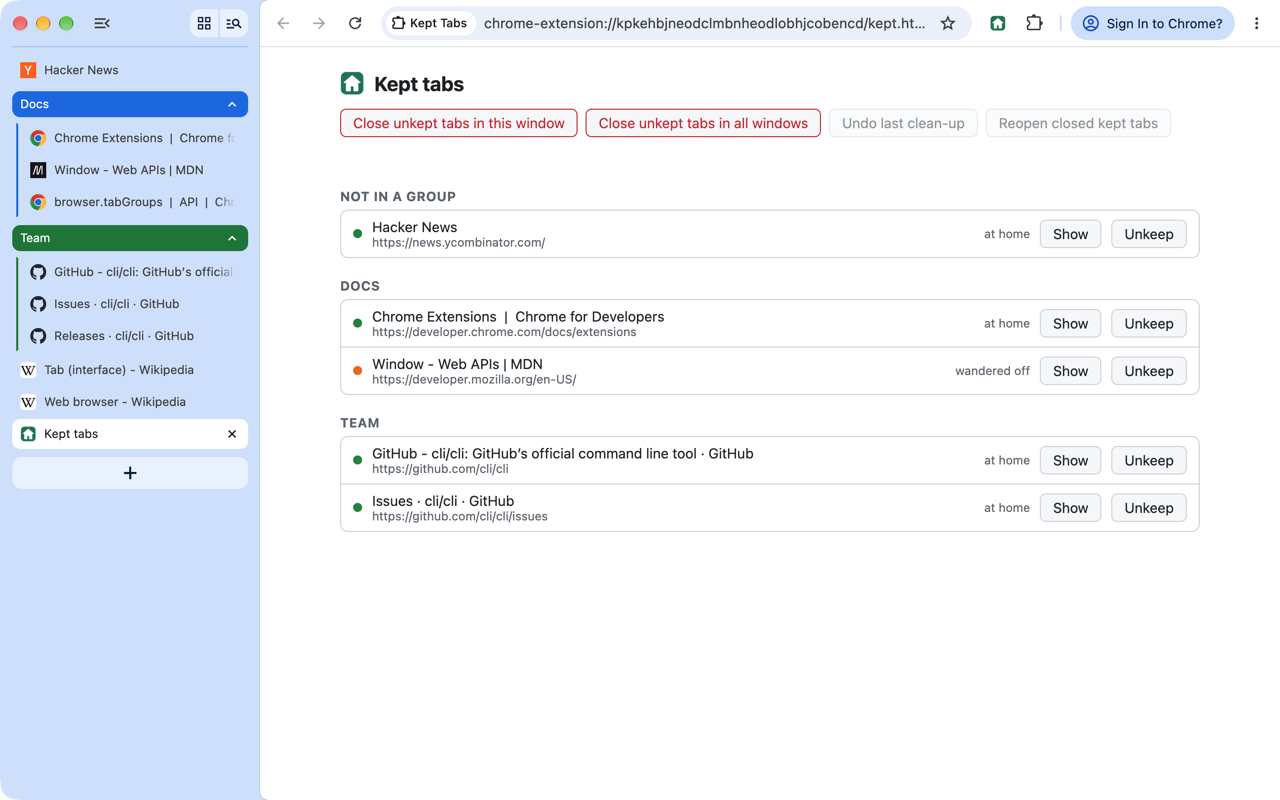 Hacker News
Docs
Chrome Extensions | Chrome fo
Window - Web APIs | MDN
browser.tabGroups | API | Chr
Team
GitHub - cli/cli: GitHub's official
Issues · cli/cli · GitHub
Releases · cli/cli · GitHub
Tab (interface) - Wikipedia
Web browser - Wikipedia
Kept tabs
Kept Tabs
chrome-extension://kpkehbjneodclmbnheodlobhjcobencd/kept.ht...
Sign In to Chrome?
Kept tabs
Close unkept tabs in this window
Close unkept tabs in all windows
Undo last clean-up
Reopen closed kept tabs
NOT IN A GROUP
Hacker News
https://news.ycombinator.com/
at home
Show
Unkeep
DOCS
Chrome Extensions | Chrome for Developers
https://developer.chrome.com/docs/extensions
at home
Show
Unkeep
Window - Web APIs | MDN
https://developer.mozilla.org/en-US/
wandered off
Show
Unkeep
TEAM
GitHub - cli/cli: GitHub's official command line tool · GitHub
https://github.com/cli/cli
at home
Show
Unkeep
Issues · cli/cli · GitHub
https://github.com/cli/cli/issues
at home
Show
Unkeep